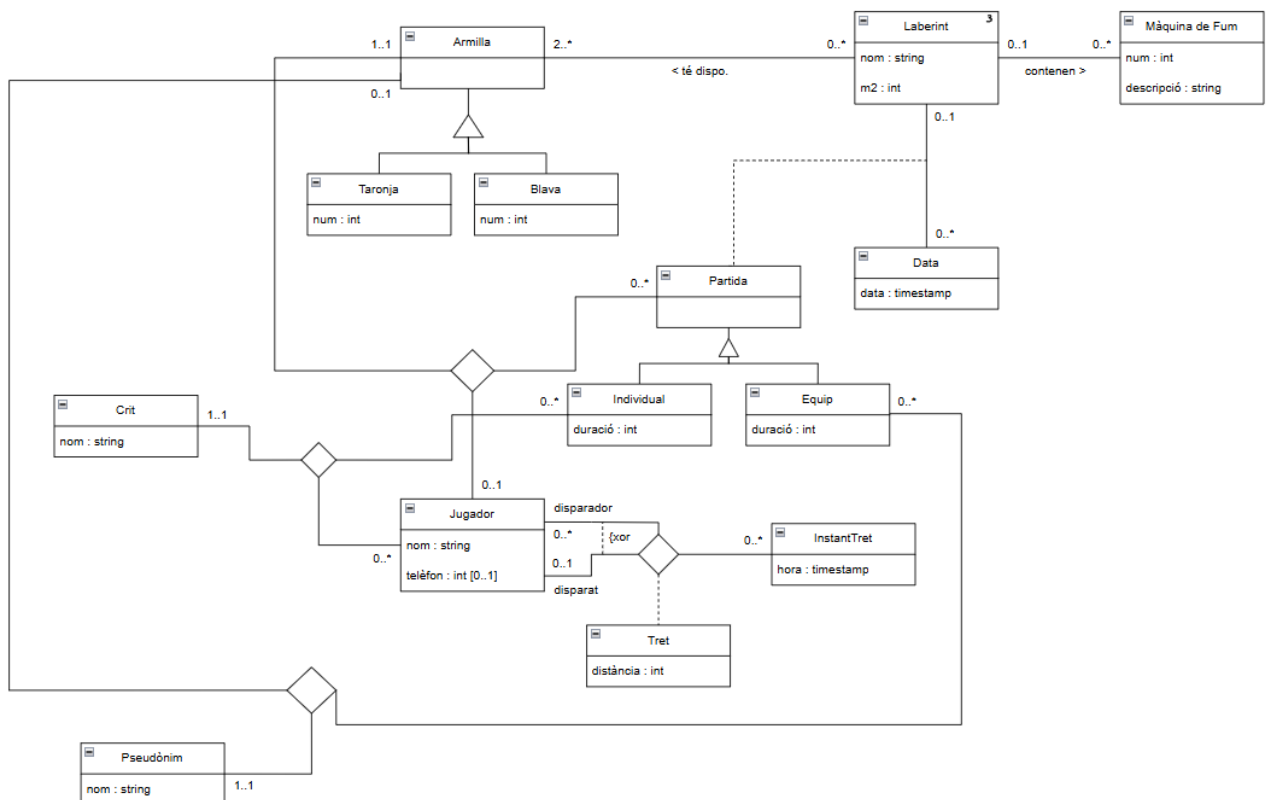 Armilla
1..1
2..*
0..1
< té dispo.
0..*
Laberint
3
nom : string
m2 : int
0..1
contenen >
0..*
Màquina de Fum
num : int
descripció : string
0..1
Taronja
num : int
Blava
num : int
0..*
Data
data : timestamp
0..*
Partida
Individual
duració : int
0..*
Equip
duració : int
0..*
Crit
nom : string
1..1
0..1
Jugador
nom : string
telèfon : int [0..1]
0..*
disparador
0..*
{xor
0..1
disparat
0..*
InstantTret
hora : timestamp
Tret
distància : int
Pseudònim
nom : string
1..1